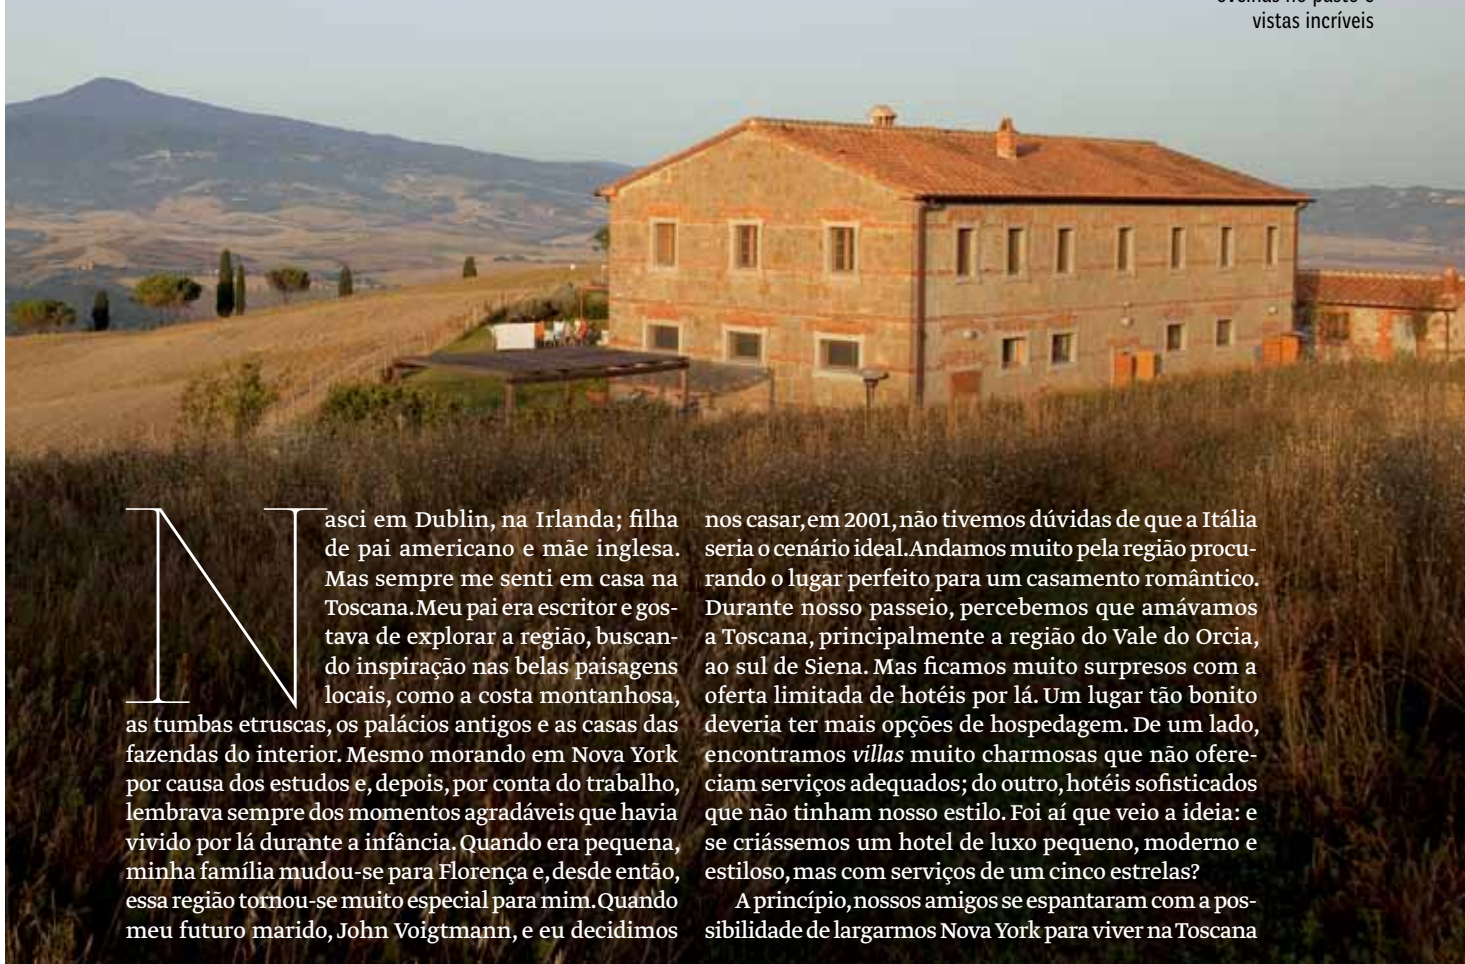 vistas incríveis
Nasci em Dublin, na Irlanda; filha
de pai americano e mãe inglesa.
Mas sempre me senti em casa na
Toscana. Meu pai era escritor e gos-
tava de explorar a região, buscan-
do inspiração nas belas paisagens
locais, como a costa montanhosa,
as tumbas etruscas, os palácios antigos e as casas das
fazendas do interior. Mesmo morando em Nova York
por causa dos estudos e, depois, por conta do trabalho,
lembrava sempre dos momentos agradáveis que havia
vivido por lá durante a infância. Quando era pequena,
minha família mudou-se para Florença e, desde então,
essa região tornou-se muito especial para mim. Quando
meu futuro marido, John Voigtmann, e eu decidimos
nos casar, em 2001, não tivemos dúvidas de que a Itália
seria o cenário ideal. Andamos muito pela região procu-
rando o lugar perfeito para um casamento romântico.
Durante nosso passeio, percebemos que amávamos
a Toscana, principalmente a região do Vale do Orcia,
ao sul de Siena. Mas ficamos muito surpresos com a
oferta limitada de hotéis por lá. Um lugar tão bonito
deveria ter mais opções de hospedagem. De um lado,
encontramos villas muito charmosas que não ofere-
ciam serviços adequados; do outro, hotéis sofisticados
que não tinham nosso estilo. Foi aí que veio a ideia: e
se criássemos um hotel de luxo pequeno, moderno e
estiloso, mas com serviços de um cinco estrelas?
A princípio, nossos amigos se espantaram com a pos-
sibilidade de largarmos Nova York para viver na Toscana